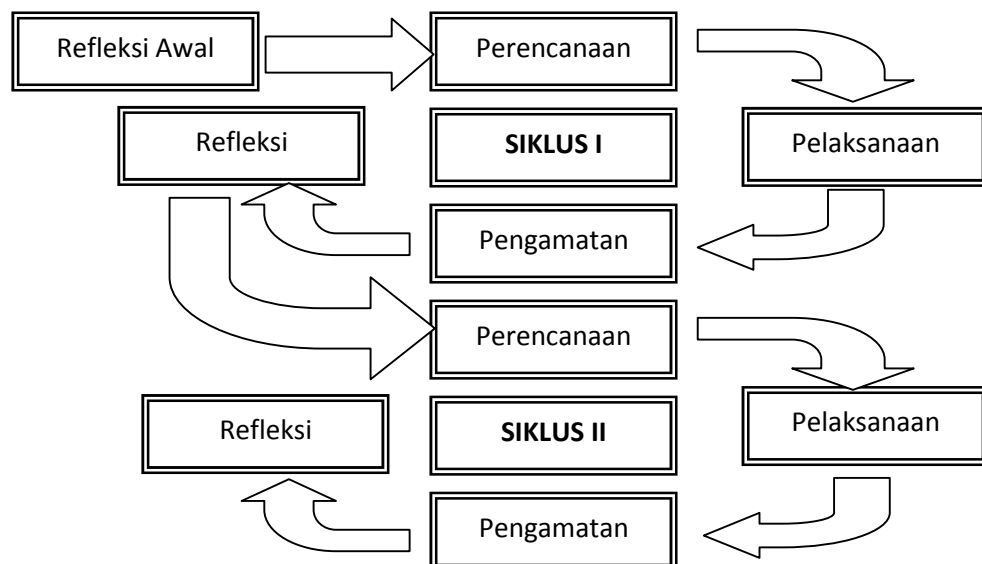 Refleksi Awal
Perencanaan
Refleksi
SIKLUS I
Pelaksanaan
Pengamatan
Perencanaan
Refleksi
SIKLUS II
Pelaksanaan
Pengamatan